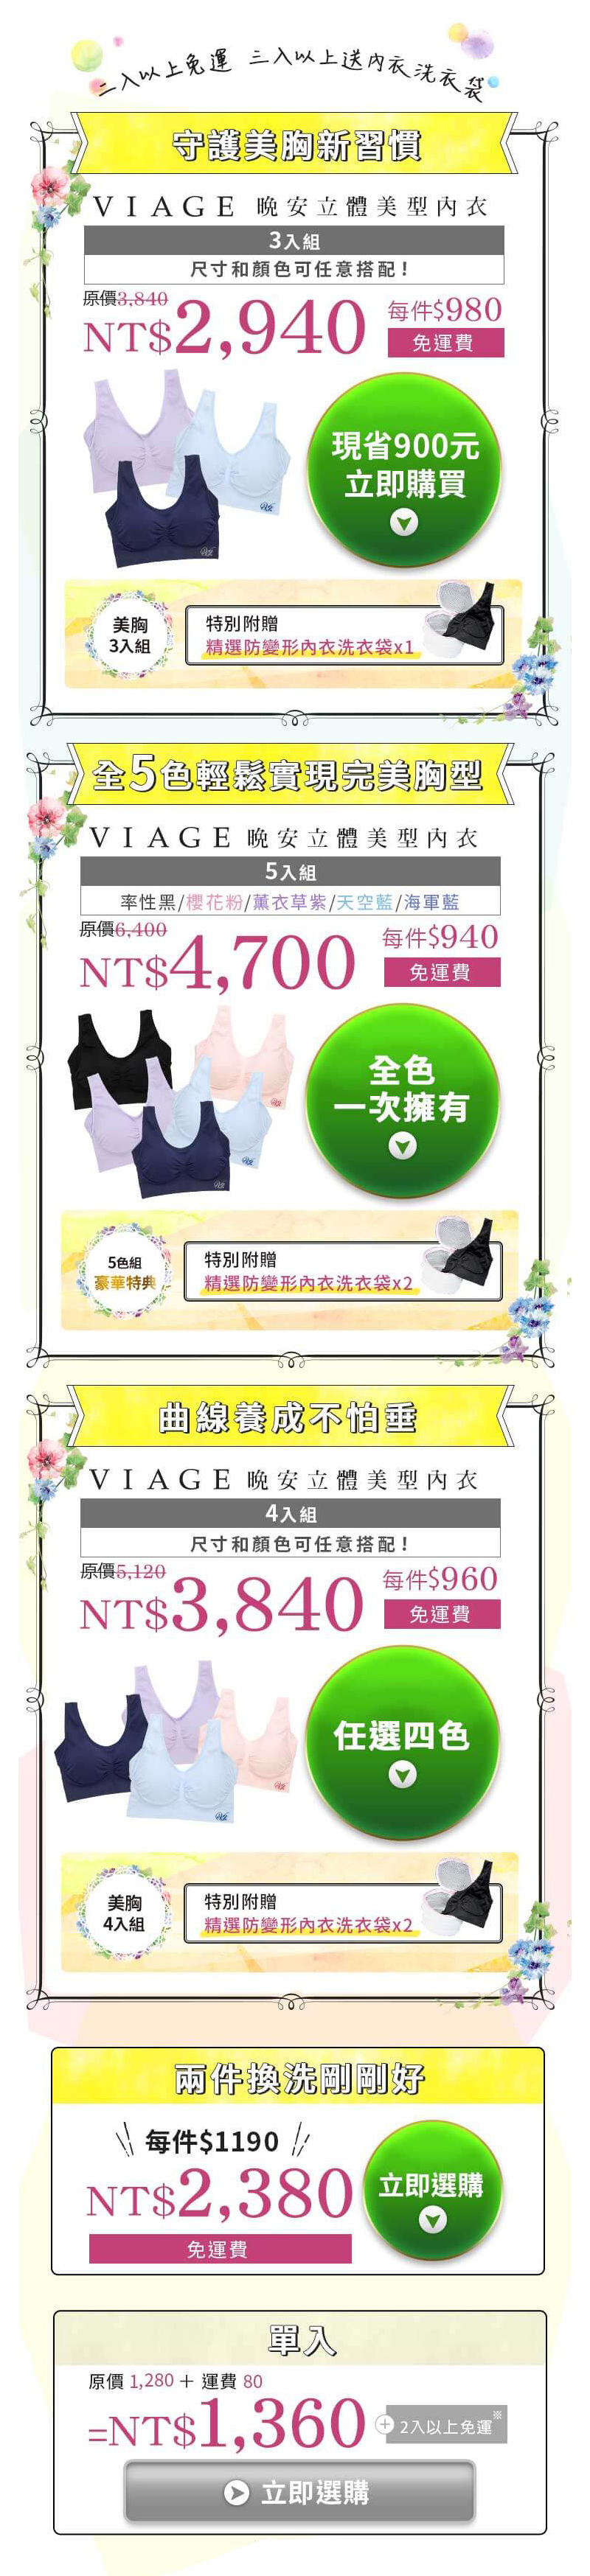 二入以上免運 三入以上送內衣洗衣袋
守護美胸新習慣
VIAGE 晚安立體美型內衣
3入組
尺寸和顏色可任意搭配！
原價3,840
每件$980
NT$2,940
免運費
現省900元
立即購買
美胸
3入組
特別附贈
精選防變形內衣洗衣袋x1
全5色輕鬆實現完美胸型
VIAGE 晚安立體美型內衣
5入組
率性黑/櫻花粉/薰衣草紫/天空藍/海軍藍
原價6,400
每件$940
NT$4,700
免運費
全色
一次擁有
5色組
豪華特典
特別附贈
精選防變形內衣洗衣袋x2
曲線養成不怕垂
VIAGE 晚安立體美型內衣
4入組
尺寸和顏色可任意搭配！
原價5,120
每件$960
NT$3,840
免運費
任選四色
美胸
4入組
特別附贈
精選防變形內衣洗衣袋x2
兩件換洗剛剛好
每件$1190
NT$2,380
免運費
立即選購
單入
原價 1,280 + 運費 80
=NT$1,360
+ 2入以上免運※
立即選購